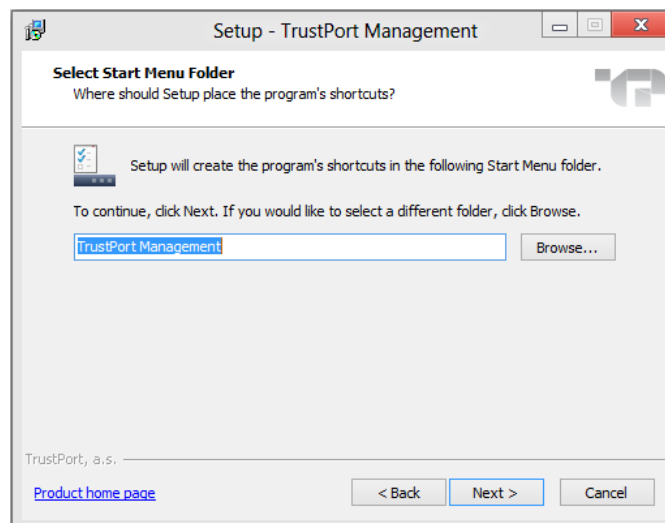 Setup - TrustPort Management
Select Start Menu Folder
Where should Setup place the program's shortcuts?
Setup will create the program's shortcuts in the following Start Menu folder.
To continue, click Next. If you would like to select a different folder, click Browse.
TrustPort Management
Browse...
TrustPort, a.s.
Product home page
< Back
Next >
Cancel